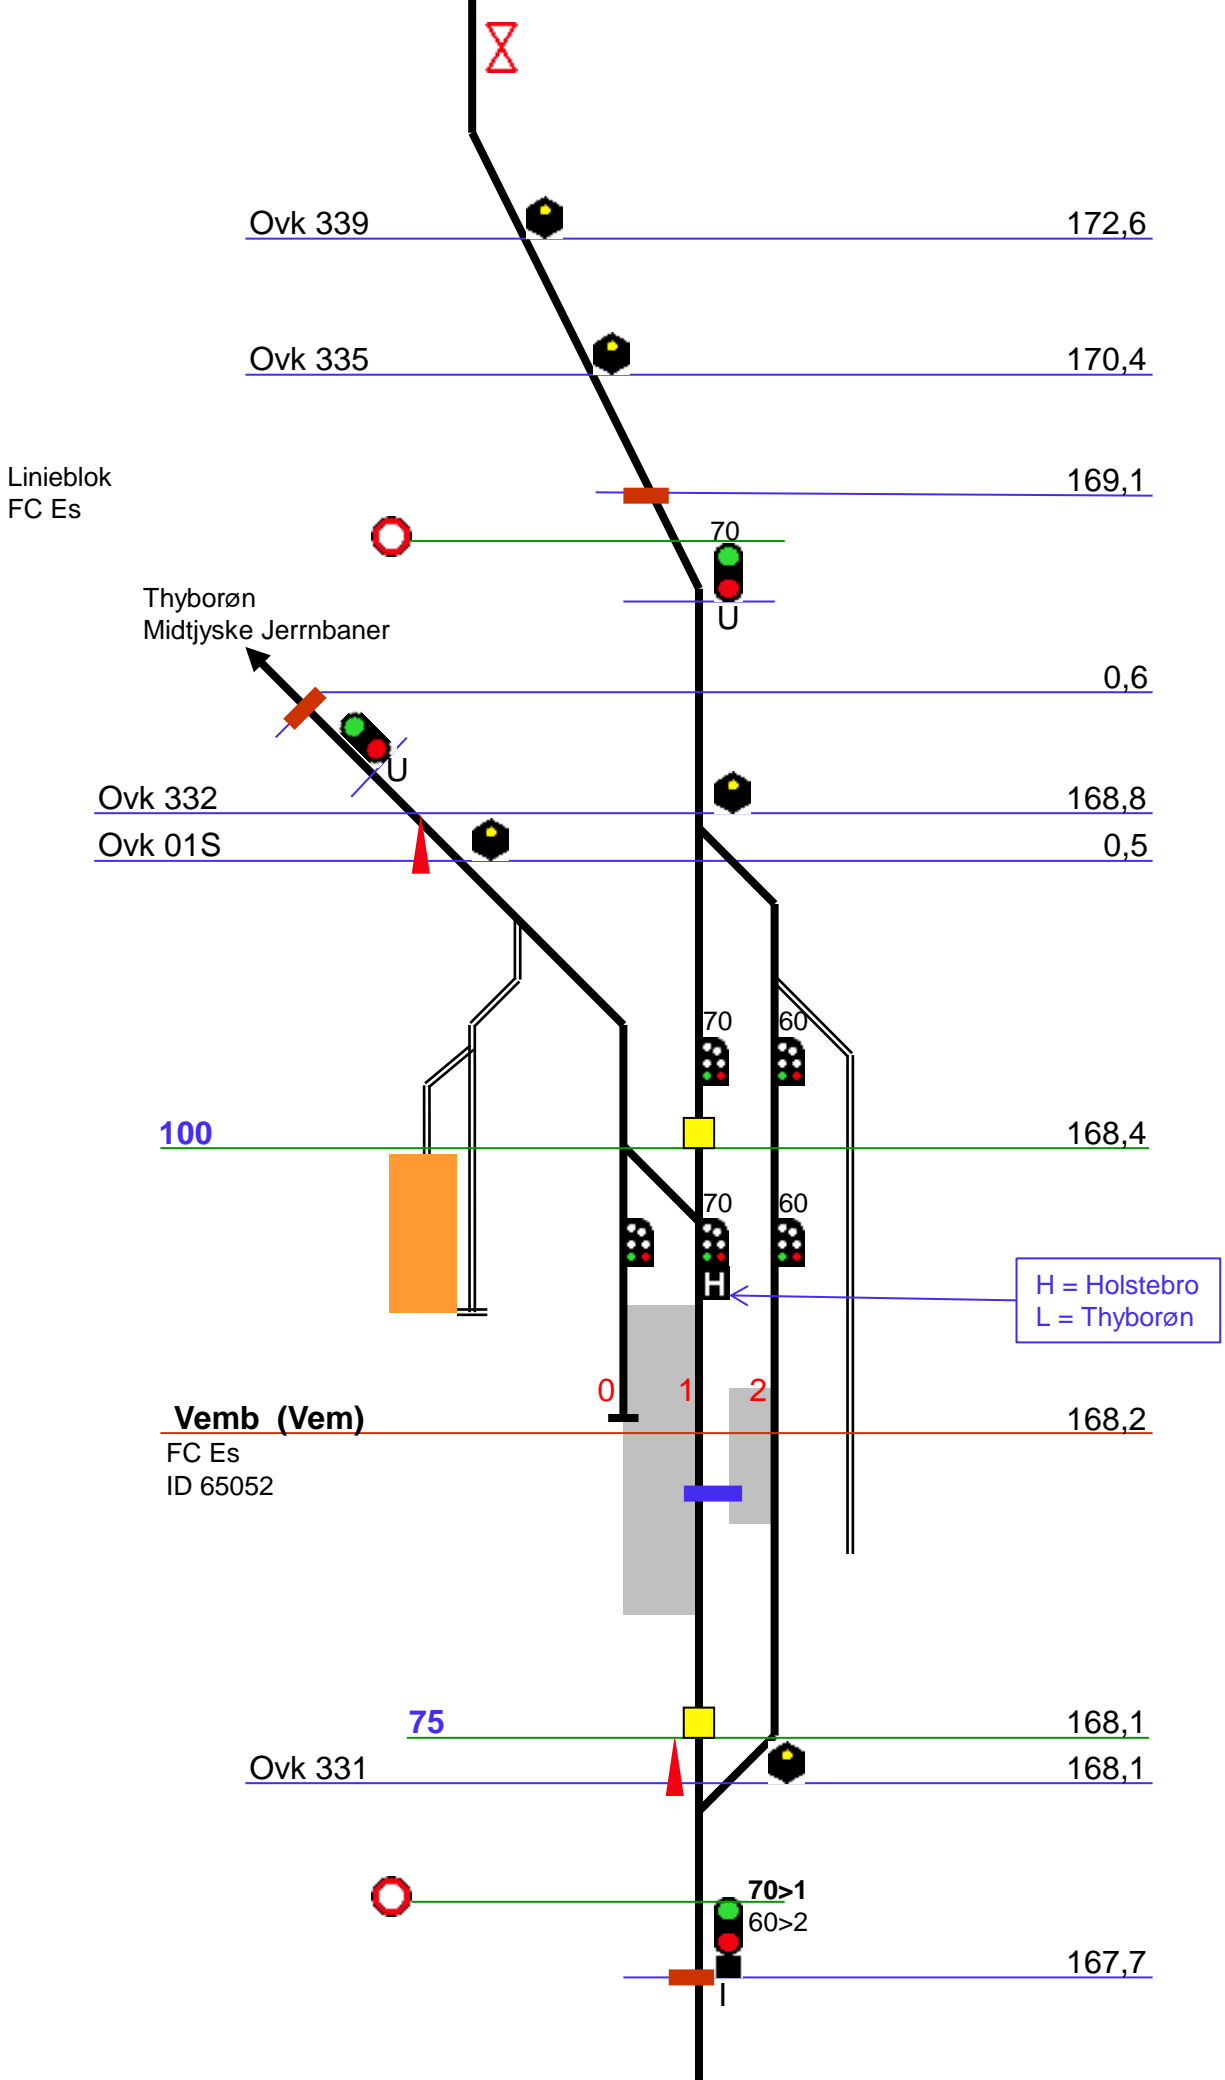 Ovk 339 172,6
Ovk 335 170,4
Linieblok
FC Es
169,1
70
U
Thyborøn
Midtjyske Jerrnbaner
0,6
U
Ovk 332 168,8
Ovk 01S 0,5
70 60
100 168,4
70 60
H
H = Holstebro
L = Thyborøn
0 1 2
Vemb (Vem) 168,2
FC Es
ID 65052
75 168,1
Ovk 331 168,1
70>1
60>2
167,7
I